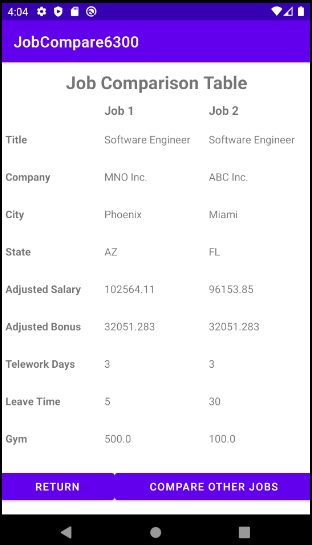 4:04
JobCompare6300
Job Comparison Table
Job 1 Job 2
Title Software Engineer Software Engineer
Company MNO Inc. ABC Inc.
City Phoenix Miami
State AZ FL
Adjusted Salary 102564.11 96153.85
Adjusted Bonus 32051.283 32051.283
Telework Days 3 3
Leave Time 5 30
Gym 500.0 100.0
RETURN COMPARE OTHER JOBS